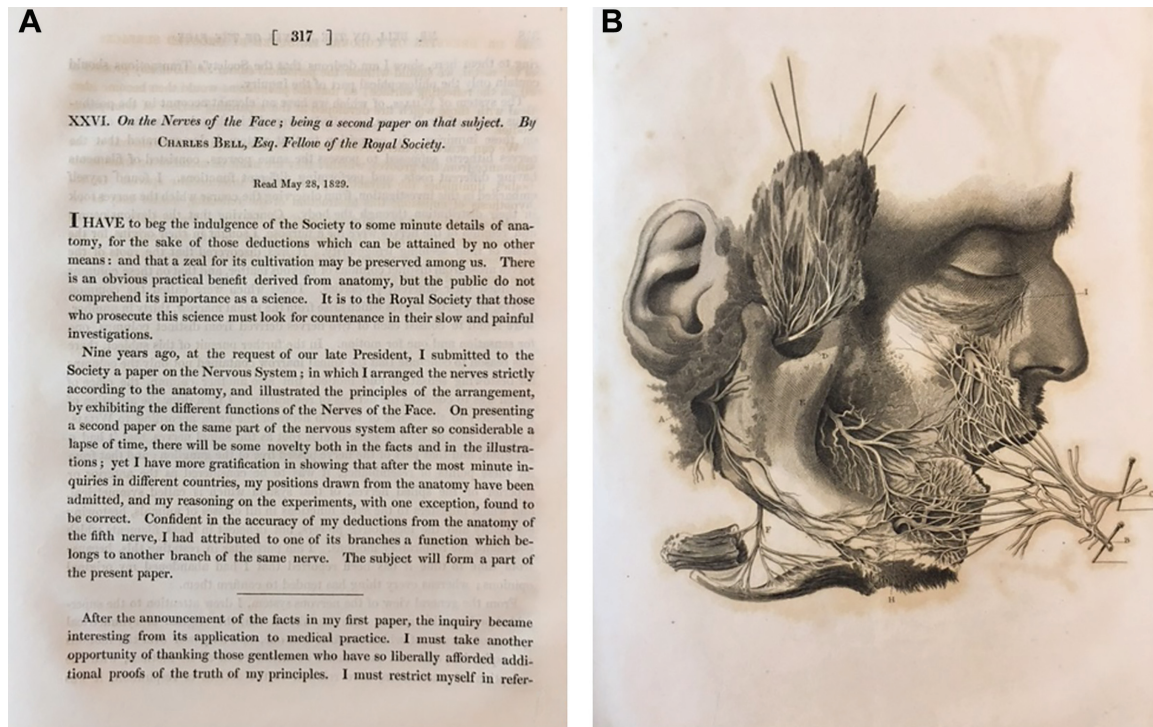 A
[ 317 ]
XXVI. On the Nerves of the Face; being a second paper on that subject. By
CHARLES BELL, Esq. Fellow of the Royal Society.
Read May 28, 1829.
I HAVE to beg the indulgence of the Society to some minute details of ana-
tomy, for the sake of those deductions which can be attained by no other
means: and that a zeal for its cultivation may be preserved among us. There
is an obvious practical benefit derived from anatomy, but the public do not
comprehend its importance as a science. It is to the Royal Society that those
who prosecute this science must look for countenance in their slow and painful
investigations.
Nine years ago, at the request of our late President, I submitted to the
Society a paper on the Nervous System; in which I arranged the nerves strictly
according to the anatomy, and illustrated the principles of the arrangement,
by exhibiting the different functions of the Nerves of the Face. On presenting
a second paper on the same part of the nervous system after so considerable a
lapse of time, there will be some novelty both in the facts and in the illustra-
tions; yet I have more gratification in showing that after the most minute in-
quiries in different countries, my positions drawn from the anatomy have been
admitted, and my reasoning on the experiments, with one exception, found to
be correct. Confident in the accuracy of my deductions from the anatomy of
the fifth nerve, I had attributed to one of its branches a function which be-
longs to another branch of the same nerve. The subject will form a part of
the present paper.
After the announcement of the facts in my first paper, the inquiry became
interesting from its application to medical practice. I must take another
opportunity of thanking those gentlemen who have so liberally afforded addi-
tional proofs of the truth of my principles. I must restrict myself in refer-
B
I
D
E
A
C
B
F
H